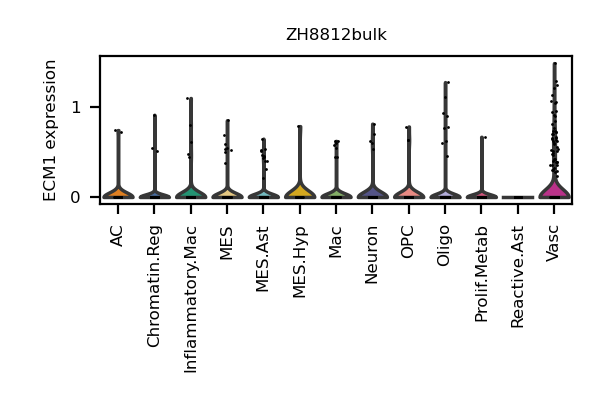 ZH8812bulk
ECM1 expression
1
0
AC
Chromatin.Reg
Inflammatory.Mac
MES
MES.Ast
MES.Hyp
Mac
Neuron
OPC
Oligo
Prolif.Metab
Reactive.Ast
Vasc